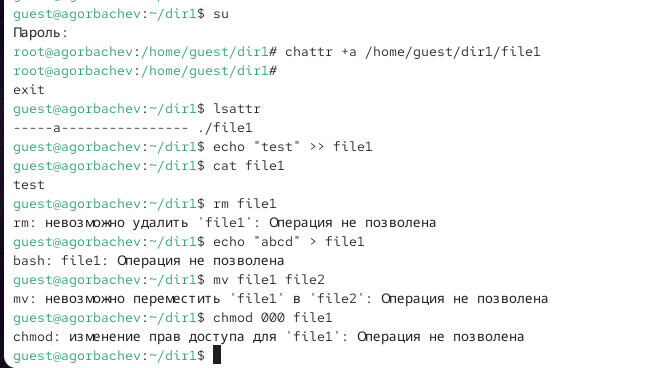 guest@agorbachev:~/dir1$ su
Пароль:
root@agorbachev:/home/guest/dir1# chattr +a /home/guest/dir1/file1
root@agorbachev:/home/guest/dir1#
exit
guest@agorbachev:~/dir1$ lsattr
-----a---------------- ./file1
guest@agorbachev:~/dir1$ echo "test" >> file1
guest@agorbachev:~/dir1$ cat file1
test
guest@agorbachev:~/dir1$ rm file1
rm: невозможно удалить 'file1': Операция не позволена
guest@agorbachev:~/dir1$ echo "abcd" > file1
bash: file1: Операция не позволена
guest@agorbachev:~/dir1$ mv file1 file2
mv: невозможно переместить 'file1' в 'file2': Операция не позволена
guest@agorbachev:~/dir1$ chmod 000 file1
chmod: изменение прав доступа для 'file1': Операция не позволена
guest@agorbachev:~/dir1$